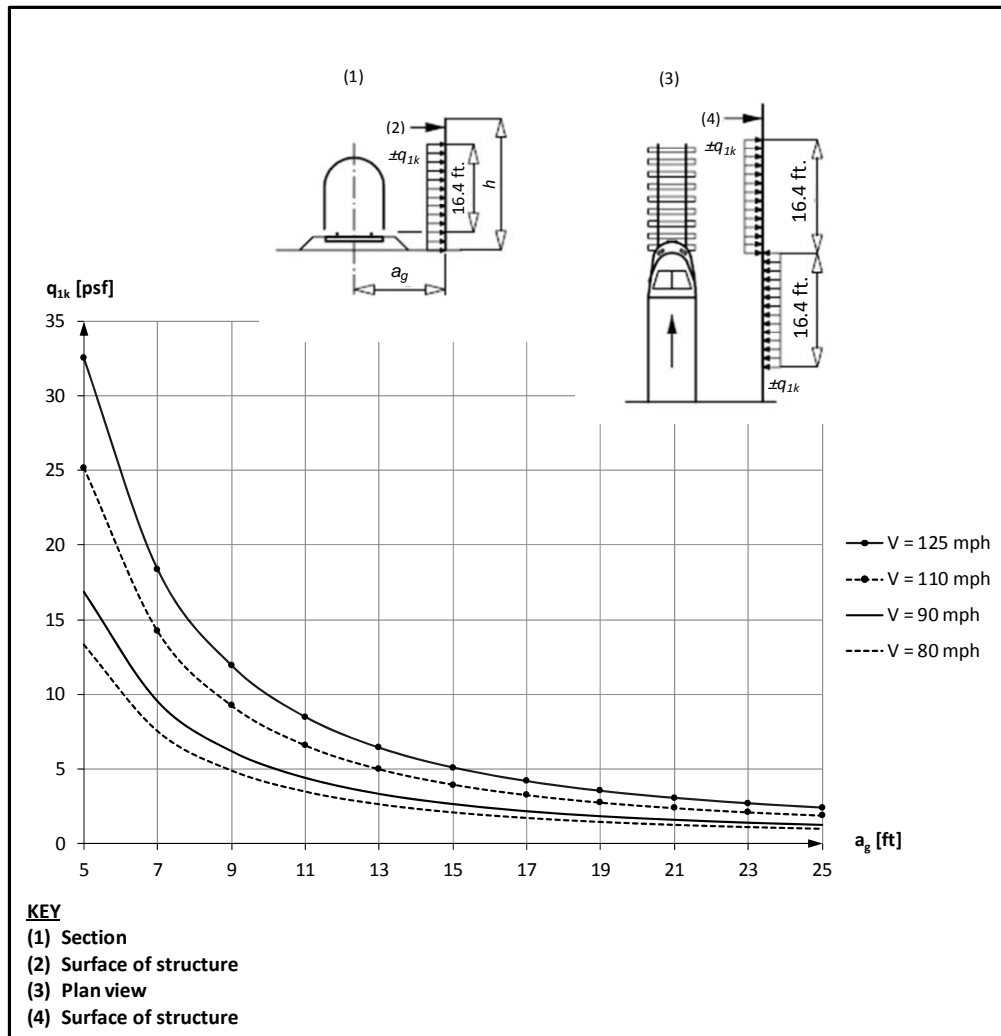 (1)
(3)
(2)
±q1k
16.4 ft.
h
ag
(4)
±q1k
16.4 ft.
16.4 ft.
±q1k
q1k [psf]
35
30
25
20
15
10
5
0
5 7 9 11 13 15 17 19 21 23 25
ag [ft]
V = 125 mph
V = 110 mph
V = 90 mph
V = 80 mph
KEY
(1) Section
(2) Surface of structure
(3) Plan view
(4) Surface of structure